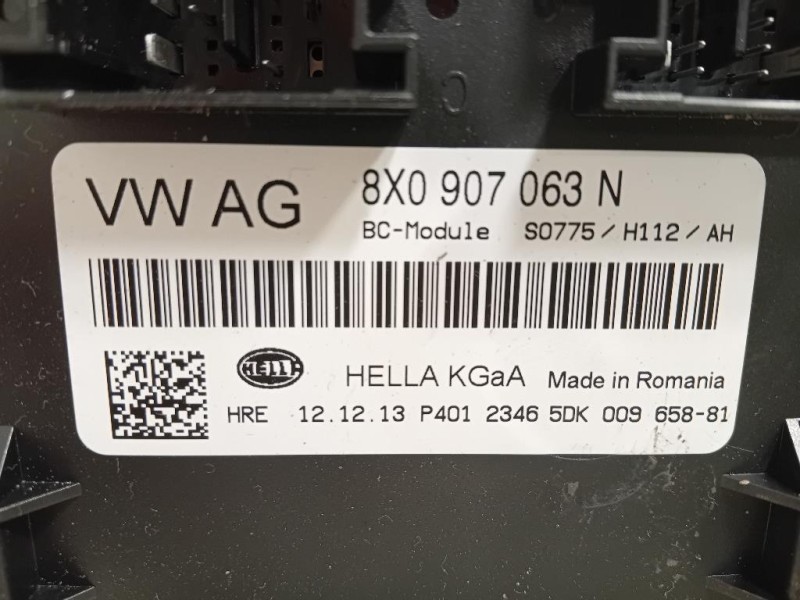 C
VW AG
8X0 907 063 N
BC-Module S0775/H112/AH
HELLA
HELLA KGaA Made in Romania
HRE 12.12.13 P401 2346 5DK 009 658-81